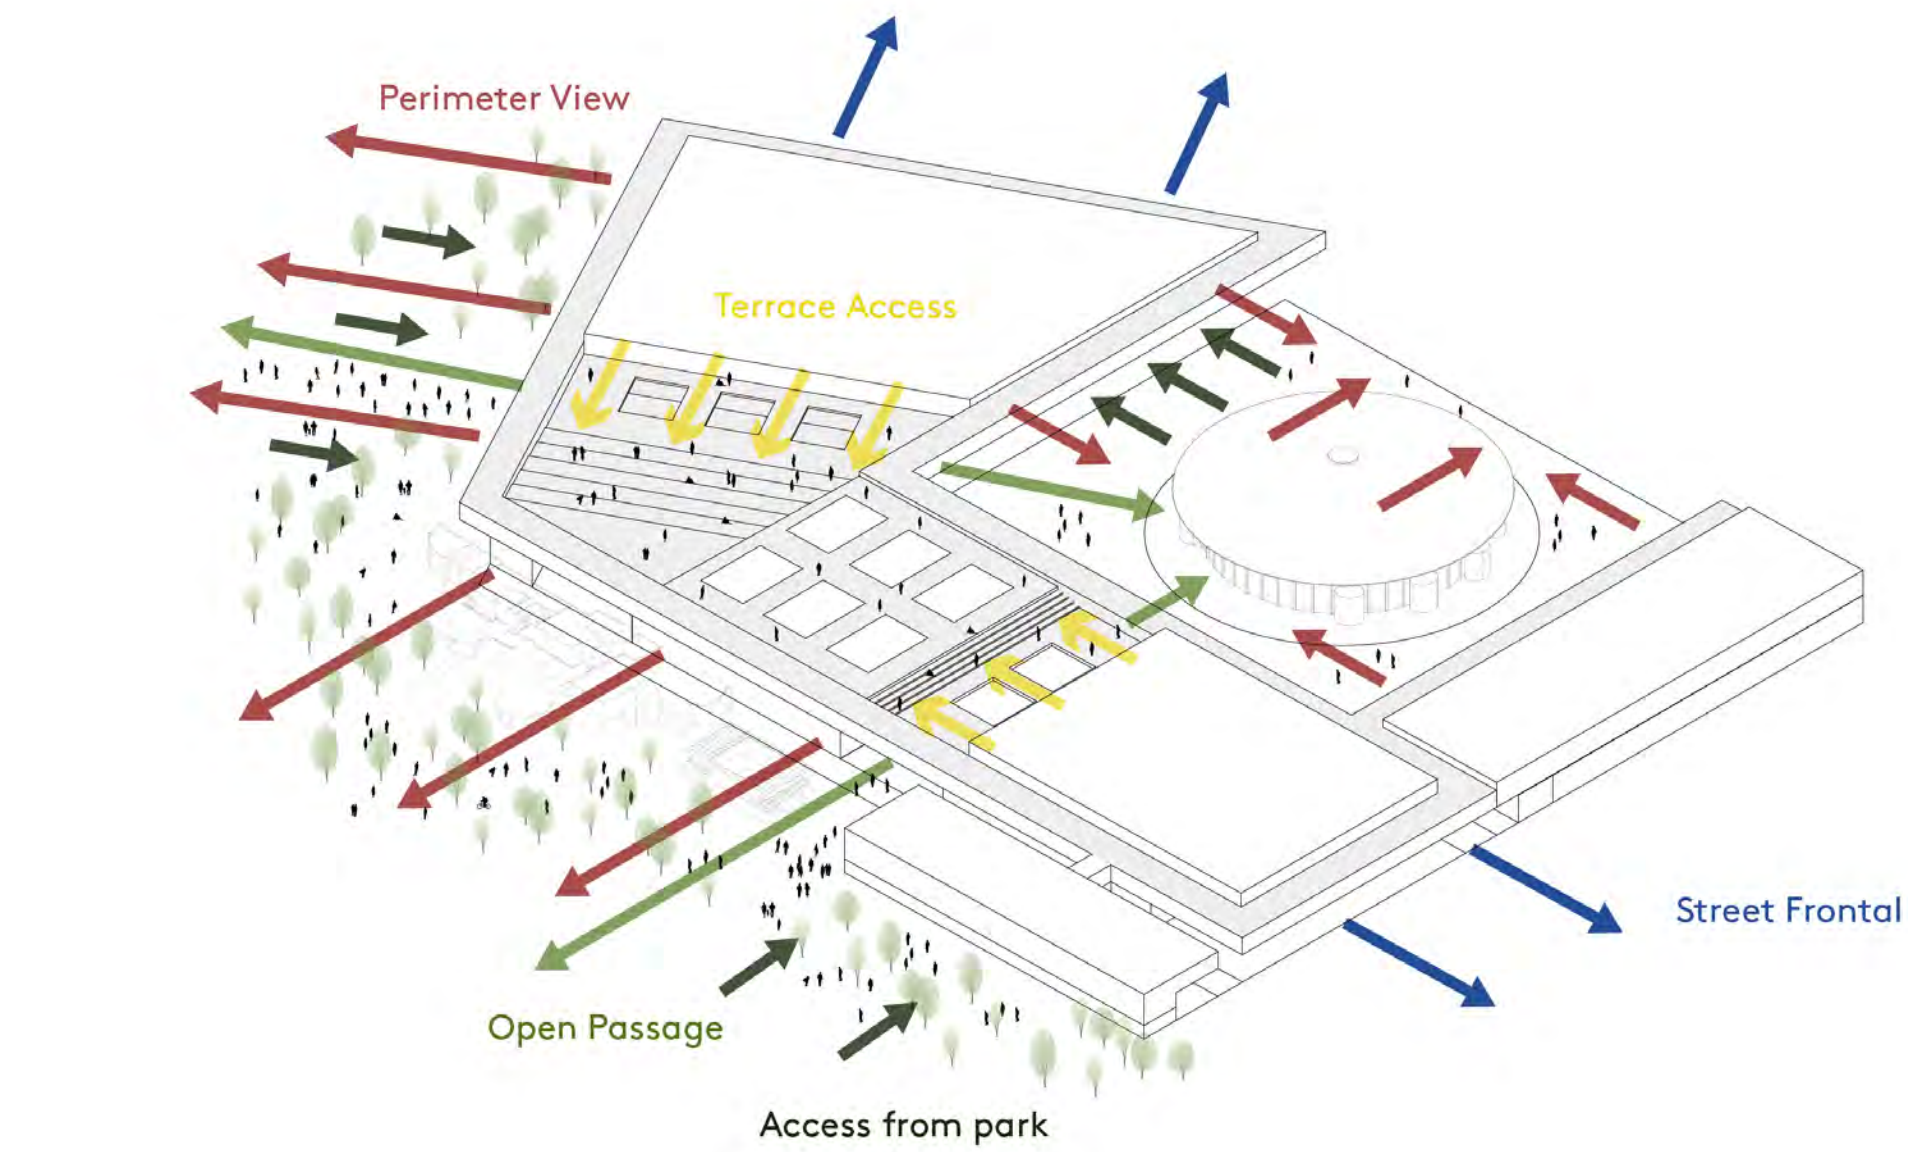 Perimeter View
Terrace Access
Street Frontal
Open Passage
Access from park